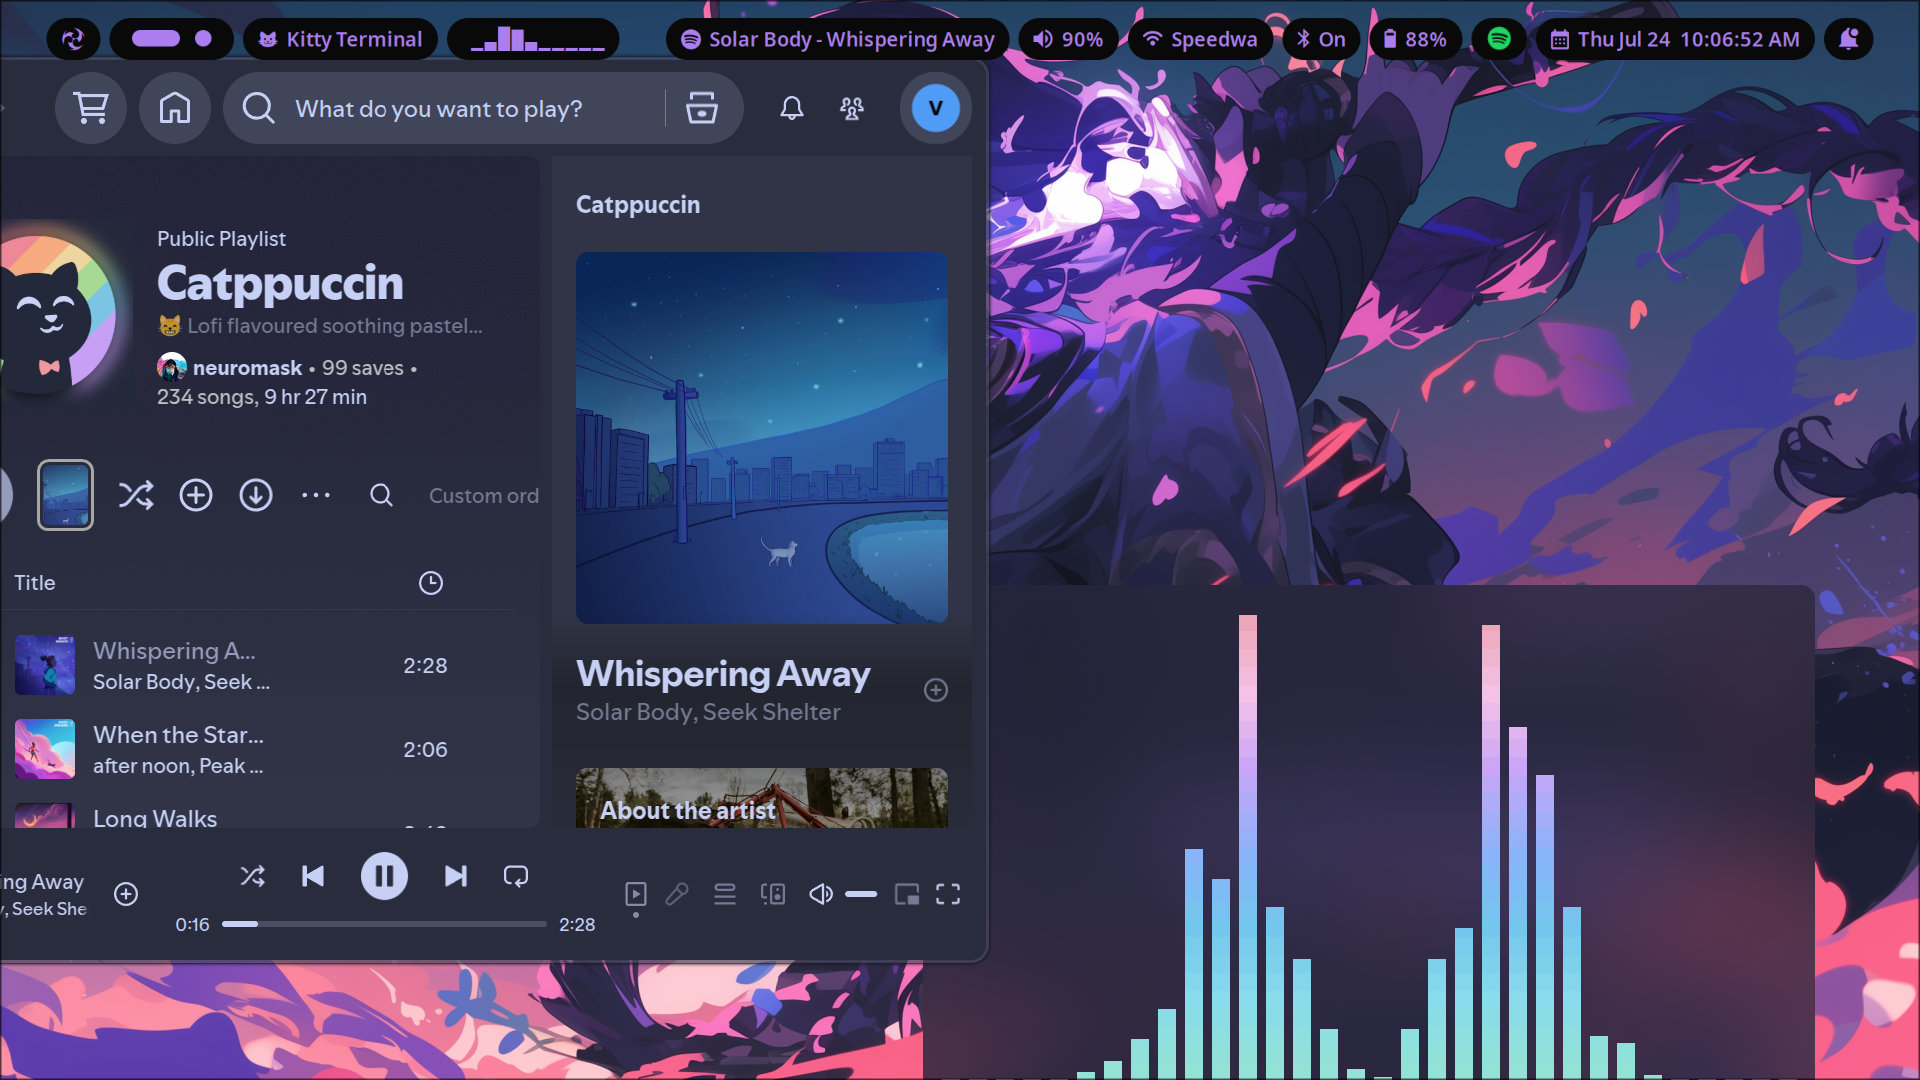 Kitty Terminal
Solar Body - Whispering Away
90%
Speedwa
On
88%
Thu Jul 24 10:06:52 AM
What do you want to play?
V
Public Playlist
Catppuccin
😸 Lofi flavoured soothing pastel...
neuromask • 99 saves •
234 songs, 9 hr 27 min
Custom ord
Title
Whispering A...
Solar Body, Seek ...
2:28
When the Star...
after noon, Peak ...
2:06
Long Walks
Catppuccin
Whispering Away
Solar Body, Seek Shelter
About the artist
ing Away
, Seek She
0:16
2:28